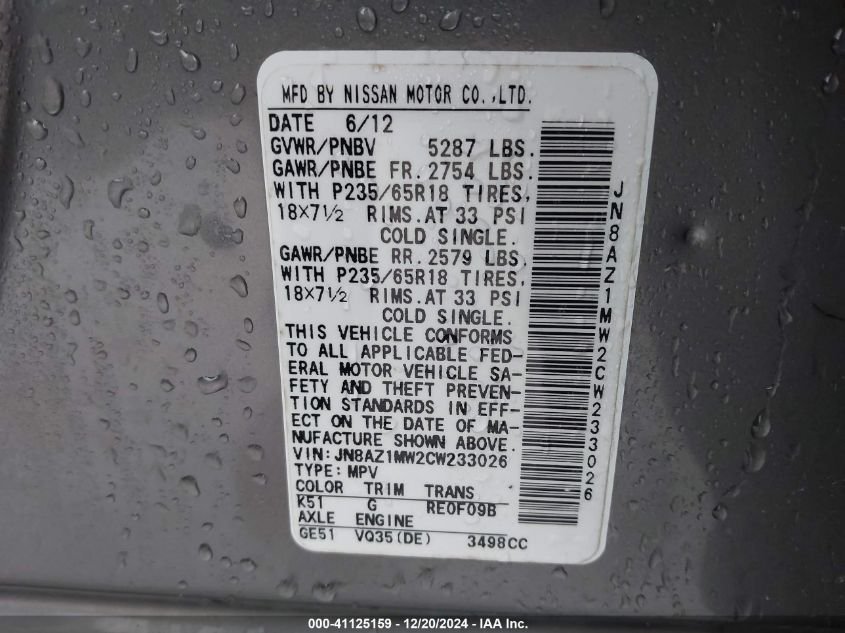 MFD BY NISSAN MOTOR CO.,LTD.
DATE 6/12
GVWR/PNBV 5287 LBS.
GAWR/PNBE FR. 2754 LBS.
WITH P235/65R18 TIRES,
18×7½ RIMS. AT 33 PSI
COLD SINGLE.
GAWR/PNBE RR. 2579 LBS.
WITH P235/65R18 TIRES,
18×7½ RIMS. AT 33 PSI
COLD SINGLE.
THIS VEHICLE CONFORMS
TO ALL APPLICABLE FED-
ERAL MOTOR VEHICLE SA-
FETY AND THEFT PREVEN-
TION STANDARDS IN EFF-
ECT ON THE DATE OF MA-
NUFACTURE SHOWN ABOVE.
VIN: JN8AZ1MW2CW233026
TYPE: MPV
COLOR TRIM TRANS
K51 G RE0F09B
AXLE ENGINE
GE51 VQ35(DE) 3498CC
JN8AZ1MW2CW233026
000-41125159 - 12/20/2024 - IAA Inc.